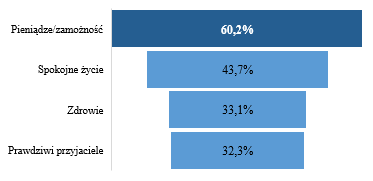 Pieniądze/zamożność 60,2%
Spokojne życie 43,7%
Zdrowie 33,1%
Prawdziwi przyjaciele 32,3%